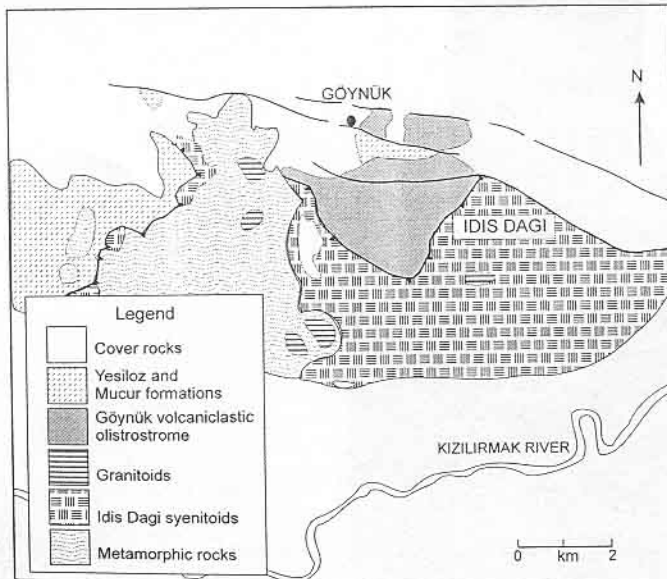 GÖYNÜK
N
IDIS DAGI
Legend
Cover rocks
Yesiloz and
Mucur formations
Göynük volcaniclastic
olistrostrome
Granitoids
Idis Dagi syenitoids
Metamorphic rocks
KIZILIRMAK RIVER
0 km 2